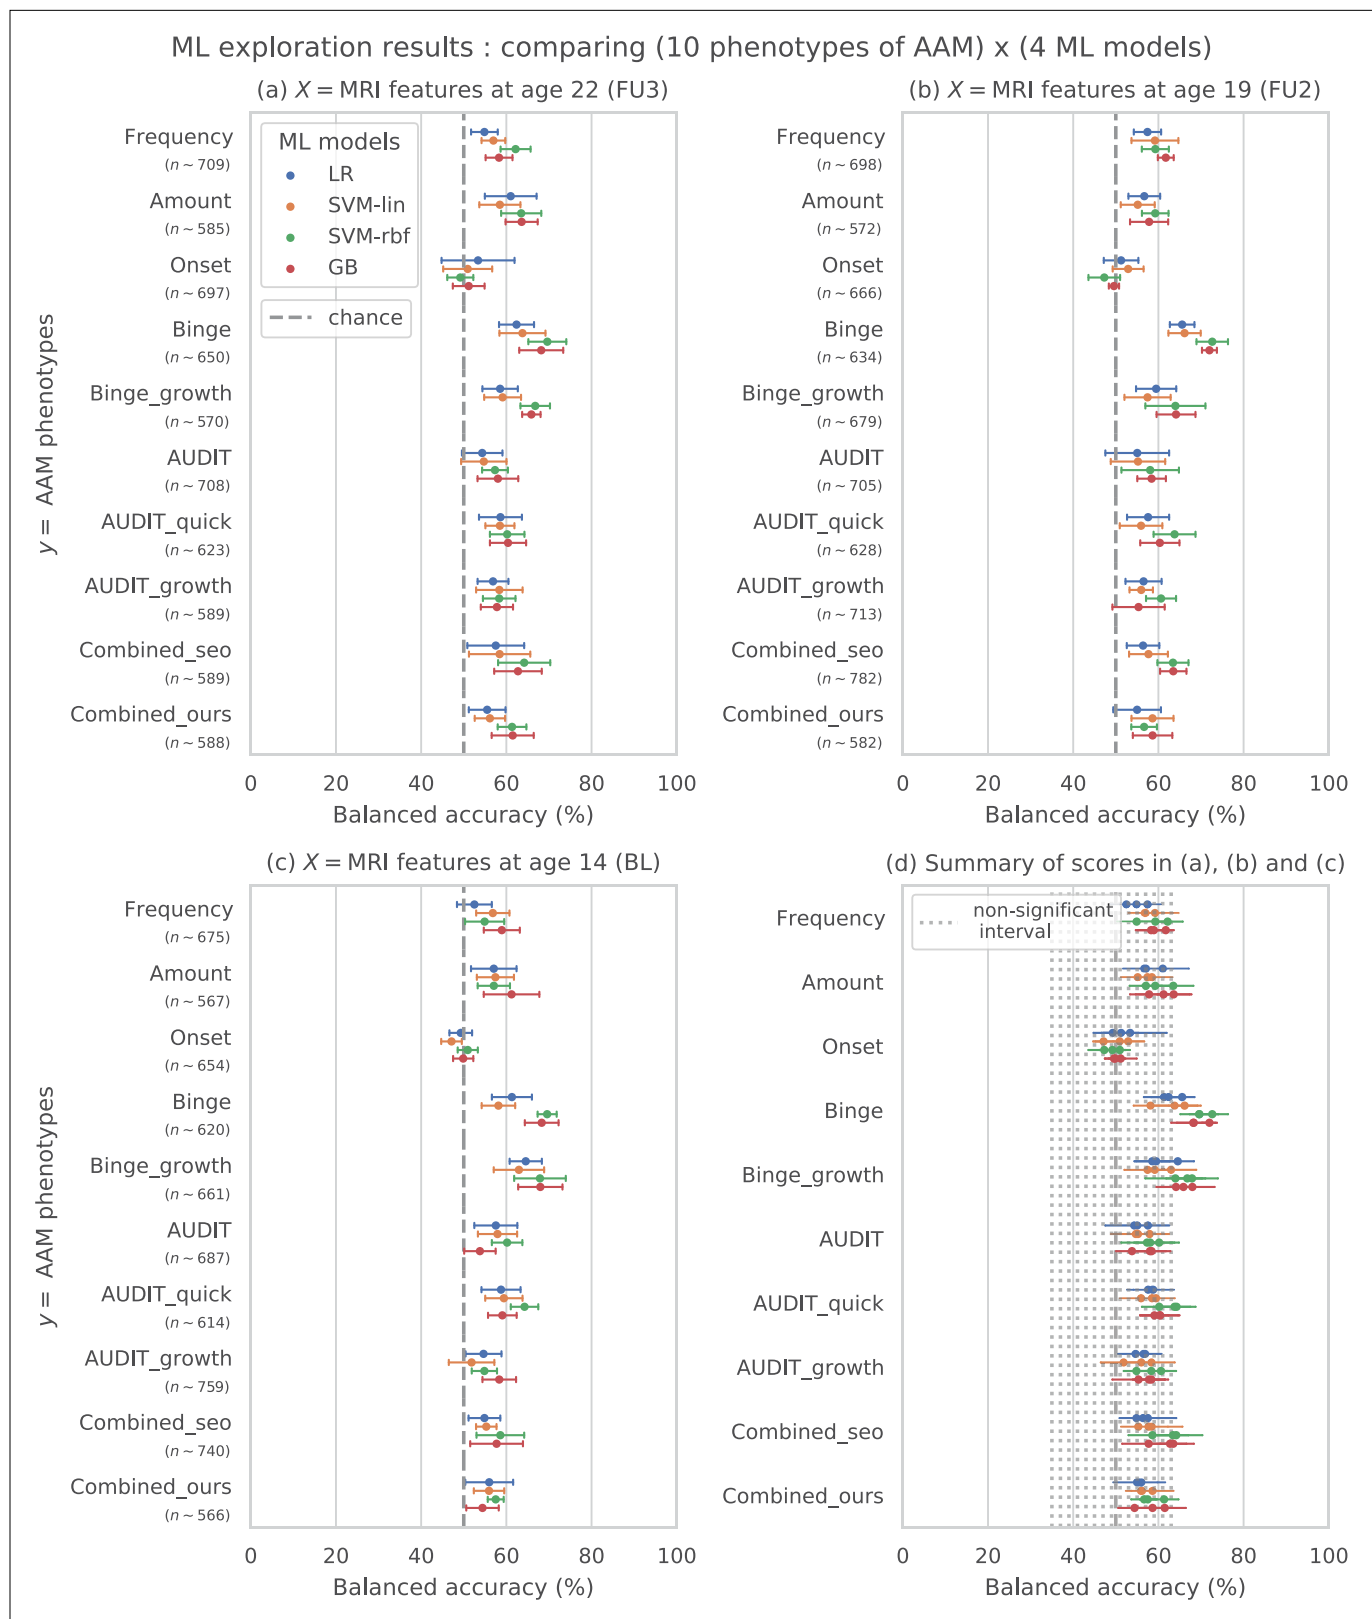 ML exploration results : comparing (10 phenotypes of AAM) x (4 ML models)
(a) X = MRI features at age 22 (FU3)
y = AAM phenotypes
Frequency
(n ~ 709)
Amount
(n ~ 585)
Onset
(n ~ 697)
Binge
(n ~ 650)
Binge_growth
(n ~ 570)
AUDIT
(n ~ 708)
AUDIT_quick
(n ~ 623)
AUDIT_growth
(n ~ 589)
Combined_seo
(n ~ 589)
Combined_ours
(n ~ 588)
ML models
LR
SVM-lin
SVM-rbf
GB
chance
0 20 40 60 80 100
Balanced accuracy (%)
(b) X = MRI features at age 19 (FU2)
Frequency
(n ~ 698)
Amount
(n ~ 572)
Onset
(n ~ 666)
Binge
(n ~ 634)
Binge_growth
(n ~ 679)
AUDIT
(n ~ 705)
AUDIT_quick
(n ~ 628)
AUDIT_growth
(n ~ 713)
Combined_seo
(n ~ 782)
Combined_ours
(n ~ 582)
0 20 40 60 80 100
Balanced accuracy (%)
(c) X = MRI features at age 14 (BL)
y = AAM phenotypes
Frequency
(n ~ 675)
Amount
(n ~ 567)
Onset
(n ~ 654)
Binge
(n ~ 620)
Binge_growth
(n ~ 661)
AUDIT
(n ~ 687)
AUDIT_quick
(n ~ 614)
AUDIT_growth
(n ~ 759)
Combined_seo
(n ~ 740)
Combined_ours
(n ~ 566)
0 20 40 60 80 100
Balanced accuracy (%)
(d) Summary of scores in (a), (b) and (c)
non-significant
interval
Frequency
Amount
Onset
Binge
Binge_growth
AUDIT
AUDIT_quick
AUDIT_growth
Combined_seo
Combined_ours
0 20 40 60 80 100
Balanced accuracy (%)